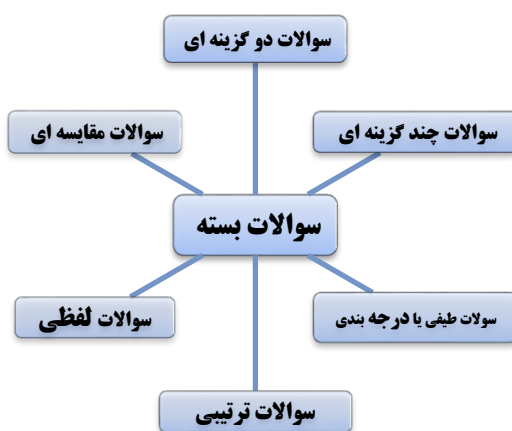 سوالات دو گزینه ای
سوالات چند گزینه ای
سوالات مقایسه ای
سوالات بسته
سولات طیفی یا درجه بندی
سوالات لفظی
سوالات ترتیبی